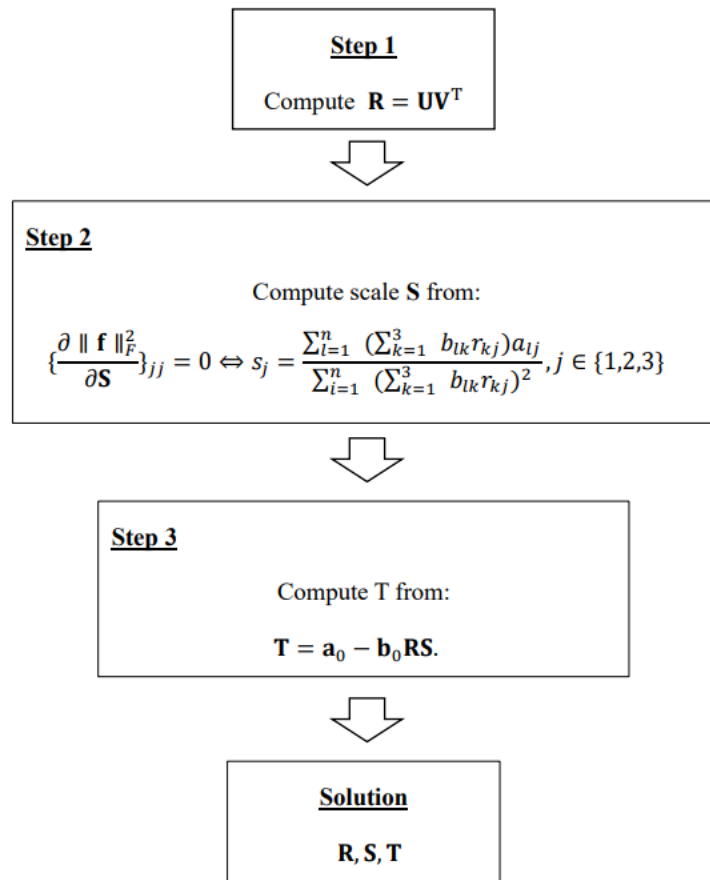 Step 1
Compute R = UV^T
Step 2
Compute scale S from:
{∂ ‖ f ‖_F^2 / ∂S}_jj = 0 ⇔ s_j = ∑_{l=1}^n (∑_{k=1}^3 b_lk r_kj) a_lj / ∑_{i=1}^n (∑_{k=1}^3 b_lk r_kj)^2 , j ∈ {1,2,3}
Step 3
Compute T from:
T = a_0 − b_0RS.
Solution
R, S, T